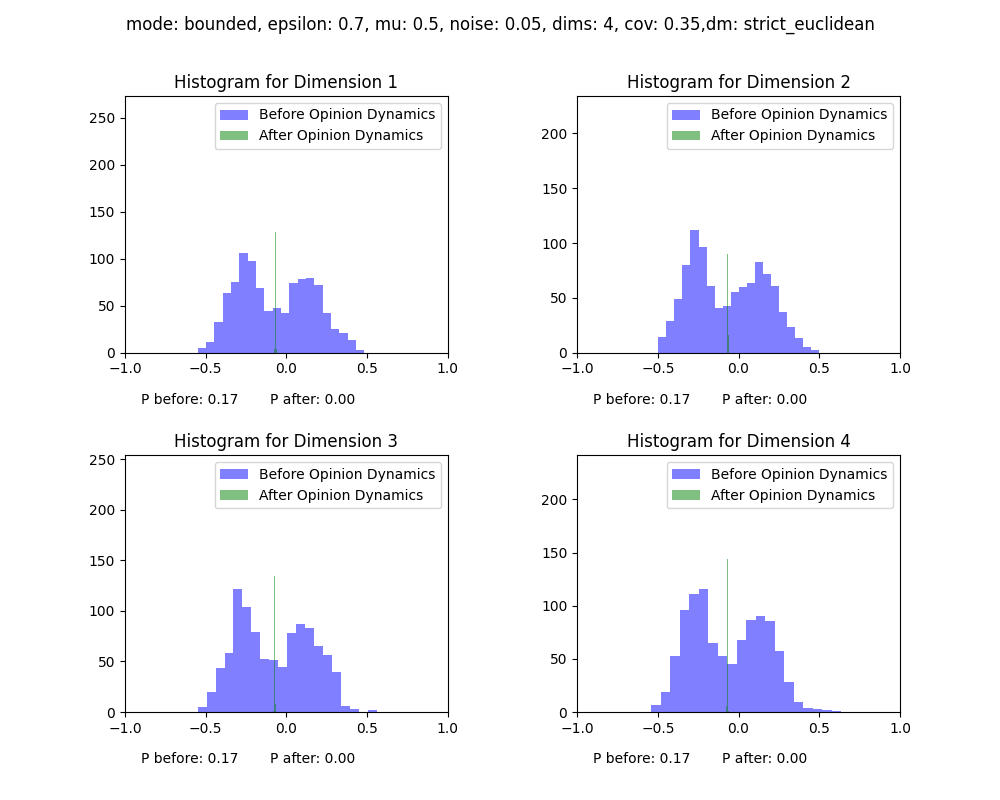 mode: bounded, epsilon: 0.7, mu: 0.5, noise: 0.05, dims: 4, cov: 0.35,dm: strict_euclidean
Histogram for Dimension 1
Before Opinion Dynamics
After Opinion Dynamics
250
200
150
100
50
0
−1.0 −0.5 0.0 0.5 1.0
P before: 0.17 P after: 0.00
Histogram for Dimension 2
Before Opinion Dynamics
After Opinion Dynamics
200
150
100
50
0
−1.0 −0.5 0.0 0.5 1.0
P before: 0.17 P after: 0.00
Histogram for Dimension 3
Before Opinion Dynamics
After Opinion Dynamics
250
200
150
100
50
0
−1.0 −0.5 0.0 0.5 1.0
P before: 0.17 P after: 0.00
Histogram for Dimension 4
Before Opinion Dynamics
After Opinion Dynamics
200
150
100
50
0
−1.0 −0.5 0.0 0.5 1.0
P before: 0.17 P after: 0.00